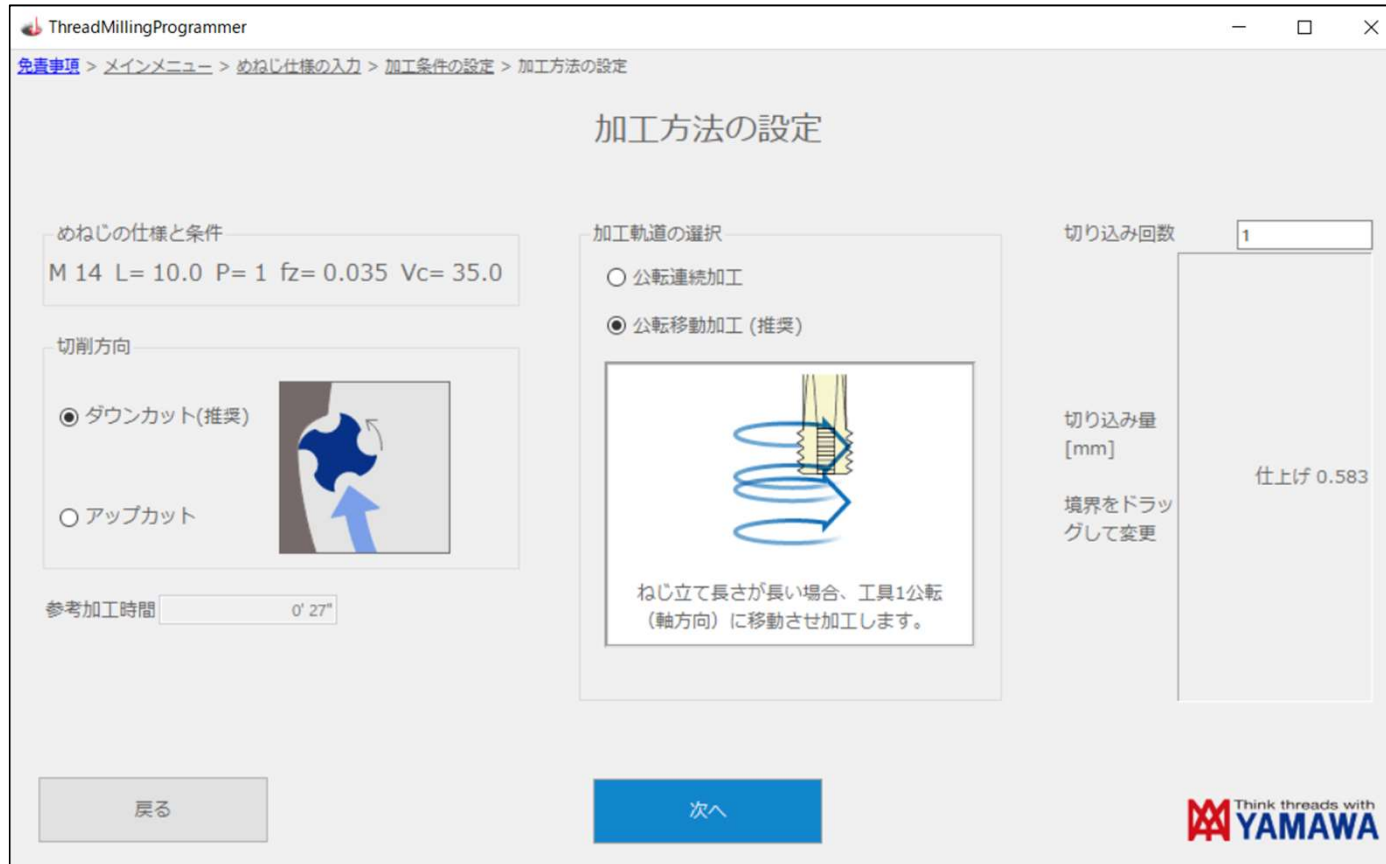 ThreadMillingProgrammer
免責事項 > メインメニュー > めねじ仕様の入力 > 加工条件の設定 > 加工方法の設定
加工方法の設定
めねじの仕様と条件
M 14 L= 10.0 P= 1 fz= 0.035 Vc= 35.0
切削方向
ダウンカット(推奨)
アップカット
参考加工時間
0' 27"
加工軌道の選択
公転連続加工
公転移動加工 (推奨)
ねじ立て長さが長い場合、工具1公転
（軸方向）に移動させ加工します。
切り込み回数
1
切り込み量
[mm]
境界をドラッ
グして変更
仕上げ 0.583
戻る
次へ
Think threads with
YAMAWA